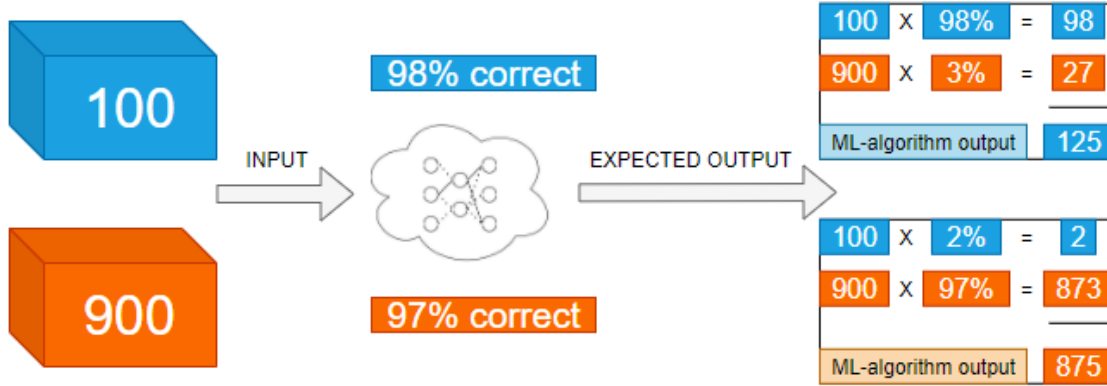 100
900
INPUT
98% correct
97% correct
EXPECTED OUTPUT
100 X 98% = 98
900 X 3% = 27
ML-algorithm output 125
100 X 2% = 2
900 X 97% = 873
ML-algorithm output 875